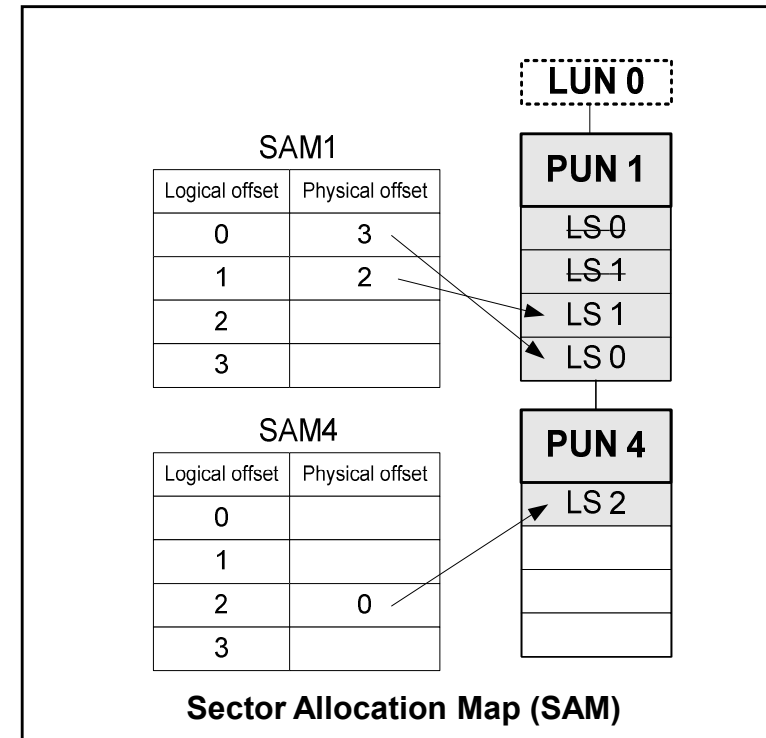 LUN 0
SAM1
PUN 1
Logical offset Physical offset
0 3
LS 0
1 2
LS 1
2
LS 1
3
LS 0
SAM4
PUN 4
Logical offset Physical offset
LS 2
0
1
2 0
3
Sector Allocation Map (SAM)